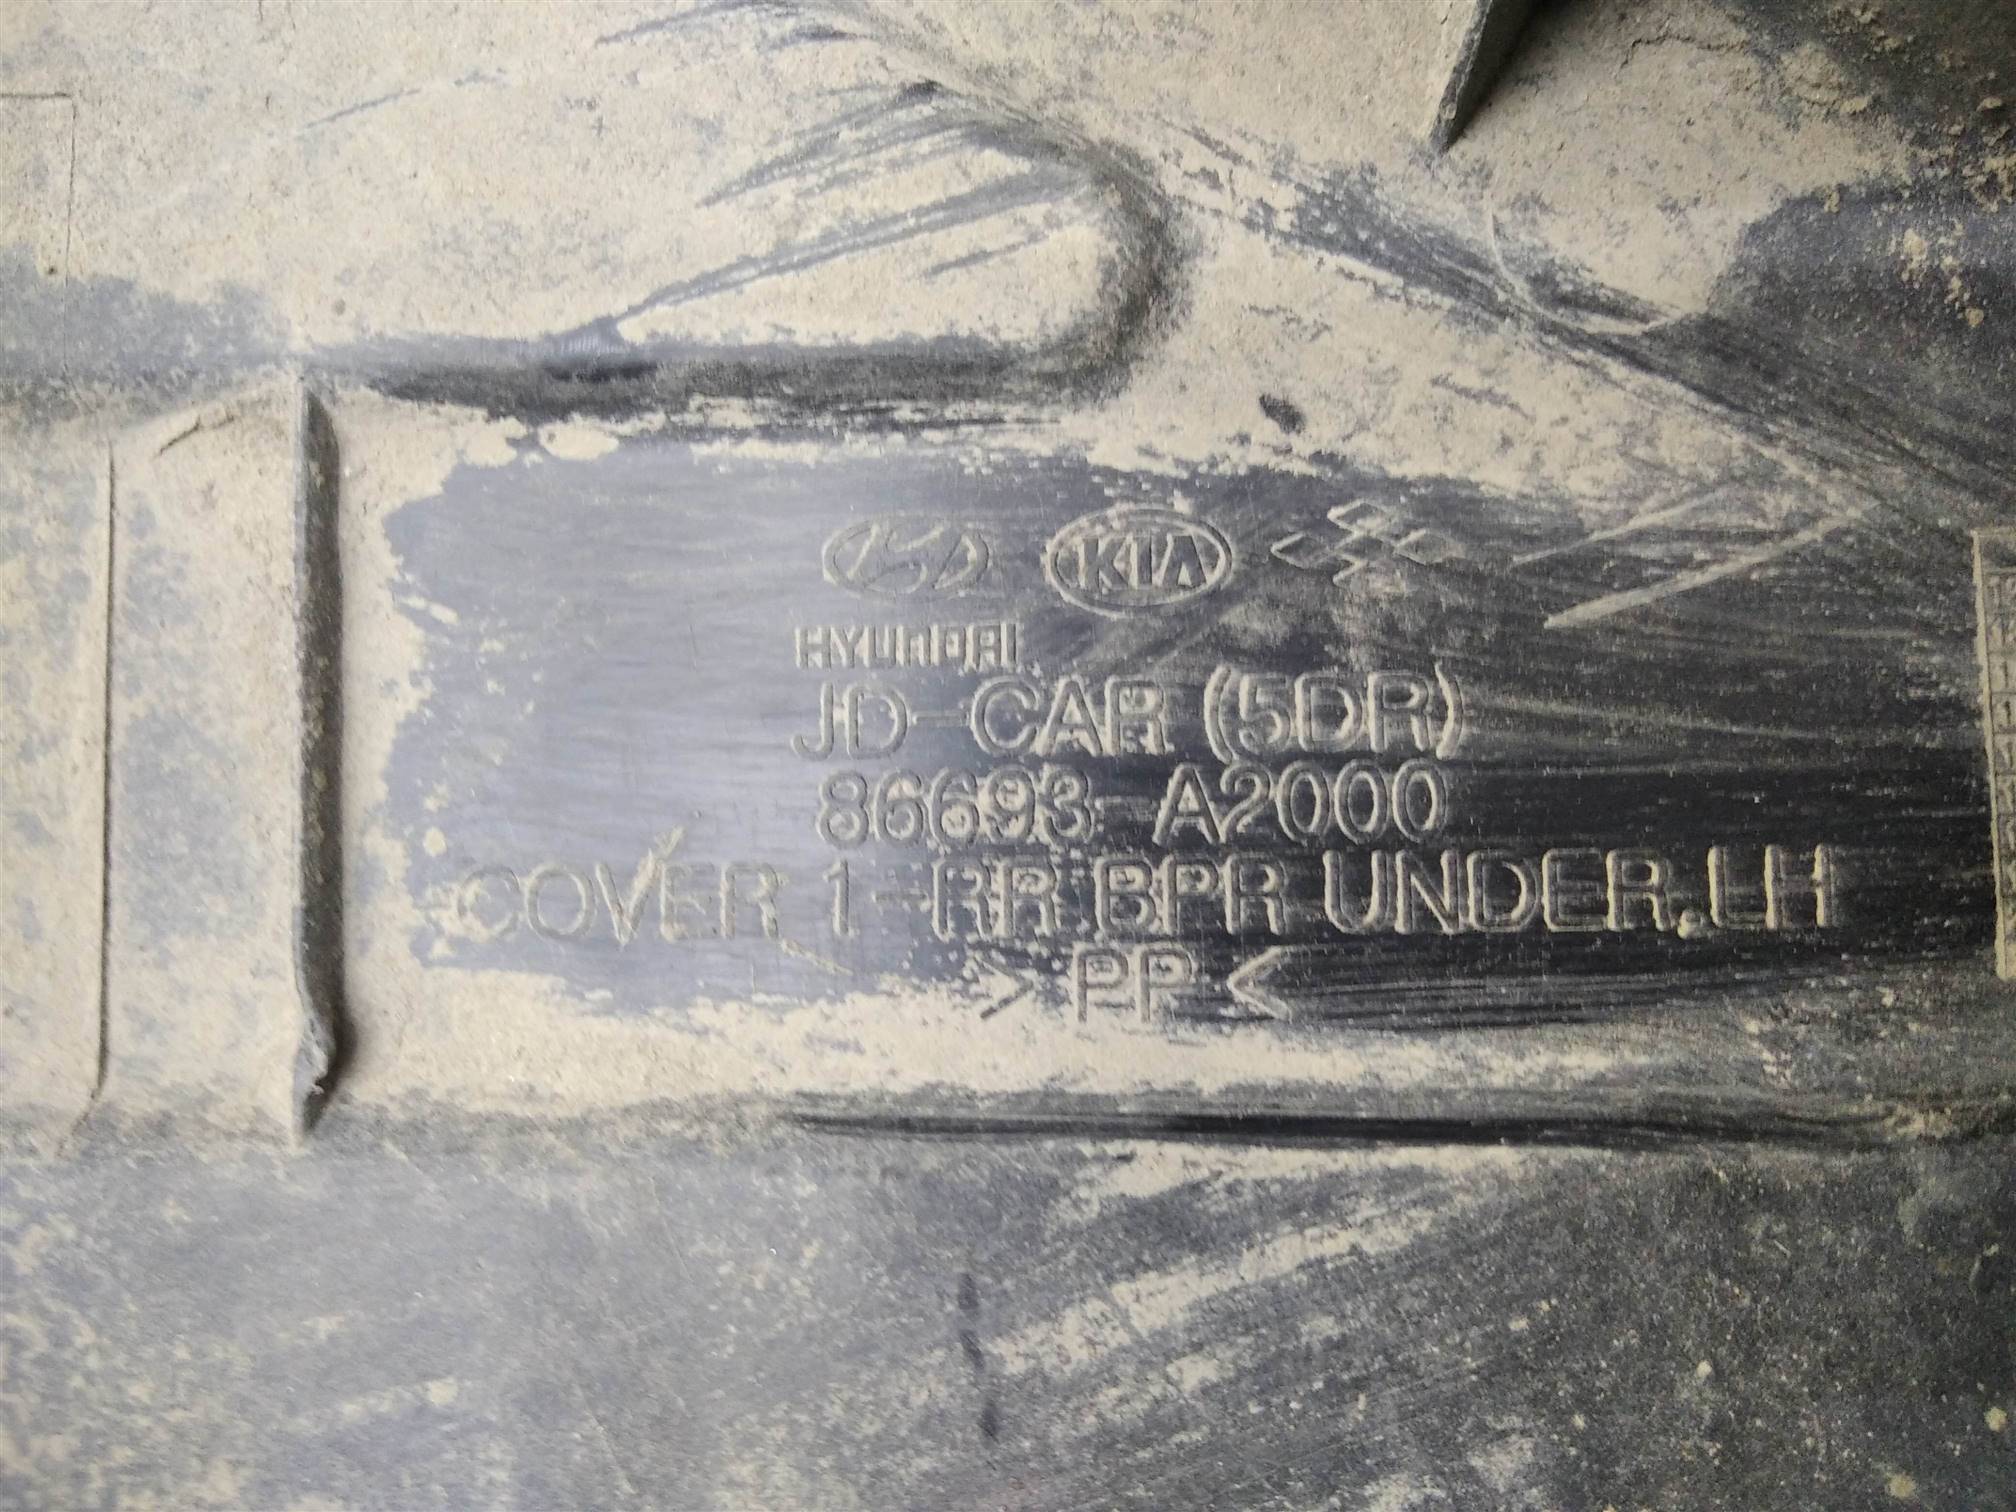 KIA
HYUNDAI
JD-CAR (5DR)
86693-A2000
COVER 1-RR BPR UNDER,LH
>PP<